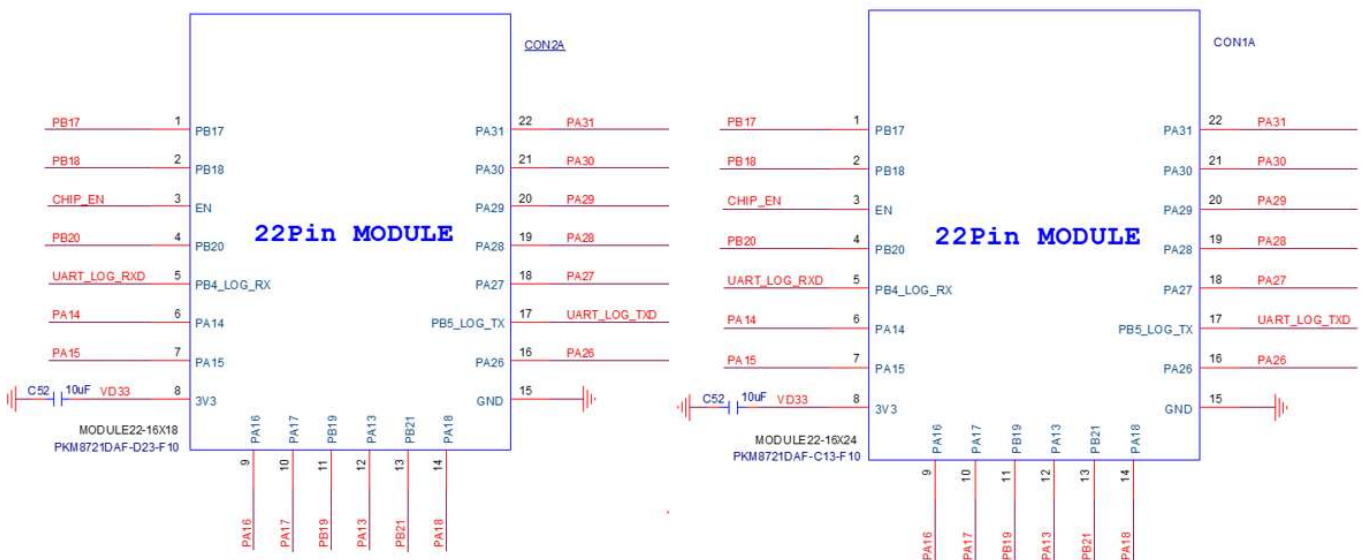 CON2A
PB17 1 PB17 PA31 22 PA31
PB18 2 PB18 PA30 21 PA30
CHIP_EN 3 EN PA29 20 PA29
22Pin MODULE
PB20 4 PB20 PA28 19 PA28
UART_LOG_RXD 5 PB4_LOG_RX PA27 18 PA27
PA14 6 PA14 PB5_LOG_TX 17 UART_LOG_TXD
PA15 7 PA15 PA26 16 PA26
C52 10uF VD33 8 3V3 GND 15
MODULE22-16X18
PKM8721DAF-D23-F10
PA16 PA17 PB19 PA13 PB21 PA18
9 10 11 12 13 14
PA16 PA17 PB19 PA13 PB21 PA18
CON1A
PB17 1 PB17 PA31 22 PA31
PB18 2 PB18 PA30 21 PA30
CHIP_EN 3 EN PA29 20 PA29
22Pin MODULE
PB20 4 PB20 PA28 19 PA28
UART_LOG_RXD 5 PB4_LOG_RX PA27 18 PA27
PA14 6 PA14 PB5_LOG_TX 17 UART_LOG_TXD
PA15 7 PA15 PA26 16 PA26
C52 10uF VD33 8 3V3 GND 15
MODULE22-16X24
PKM8721DAF-C13-F10
PA16 PA17 PB19 PA13 PB21 PA18
9 10 11 12 13 14
PA16 PA17 PB19 PA13 PB21 PA18